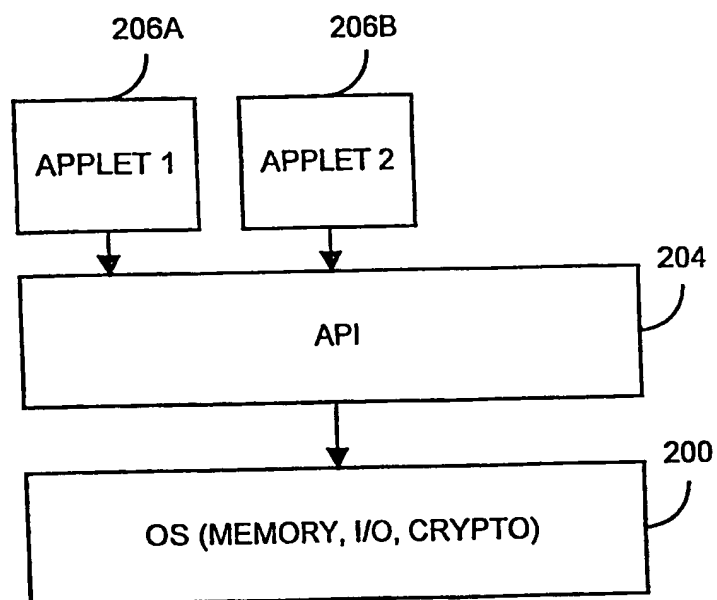 206A
206B
APPLET 1
APPLET 2
204
API
200
OS (MEMORY, I/O, CRYPTO)